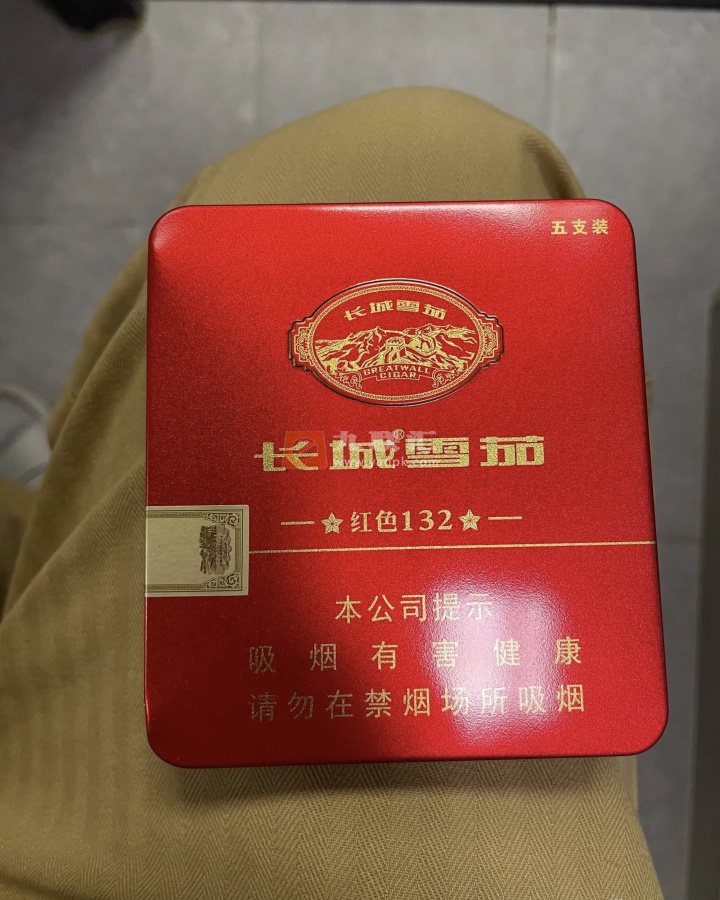 五支装
长城雪茄
GREATWALL
CIGAR
长城®雪茄
红色132
本公司提示
吸烟有害健康
请勿在禁烟场所吸烟